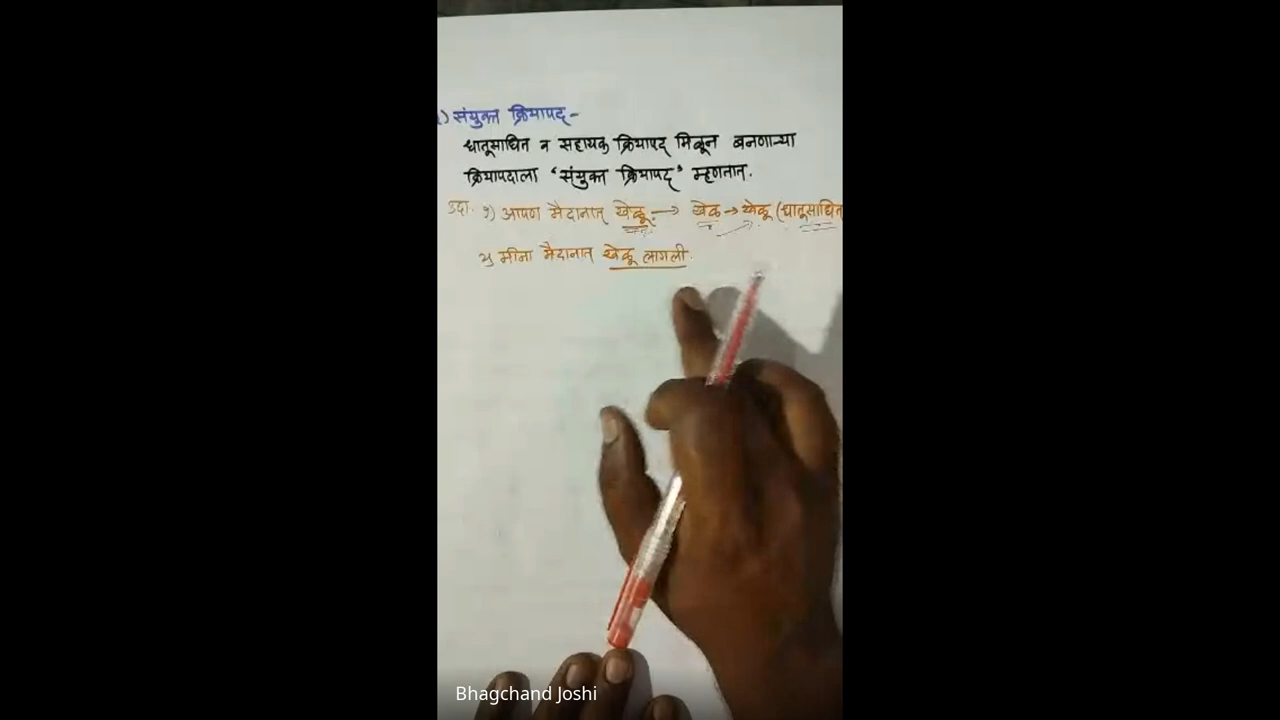 संयुक्त क्रियापद -
धातूसाधित व सहायक क्रियापद मिळून बनणाऱ्या
क्रियापदाला ‘संयुक्त क्रियापद’ म्हणतात.
उदा. १) आपण मैदानात खेळू. → खेळ → खेळू (धातूसाधित
२) मीना मैदानात खेळू लागली.
Bhagchand Joshi